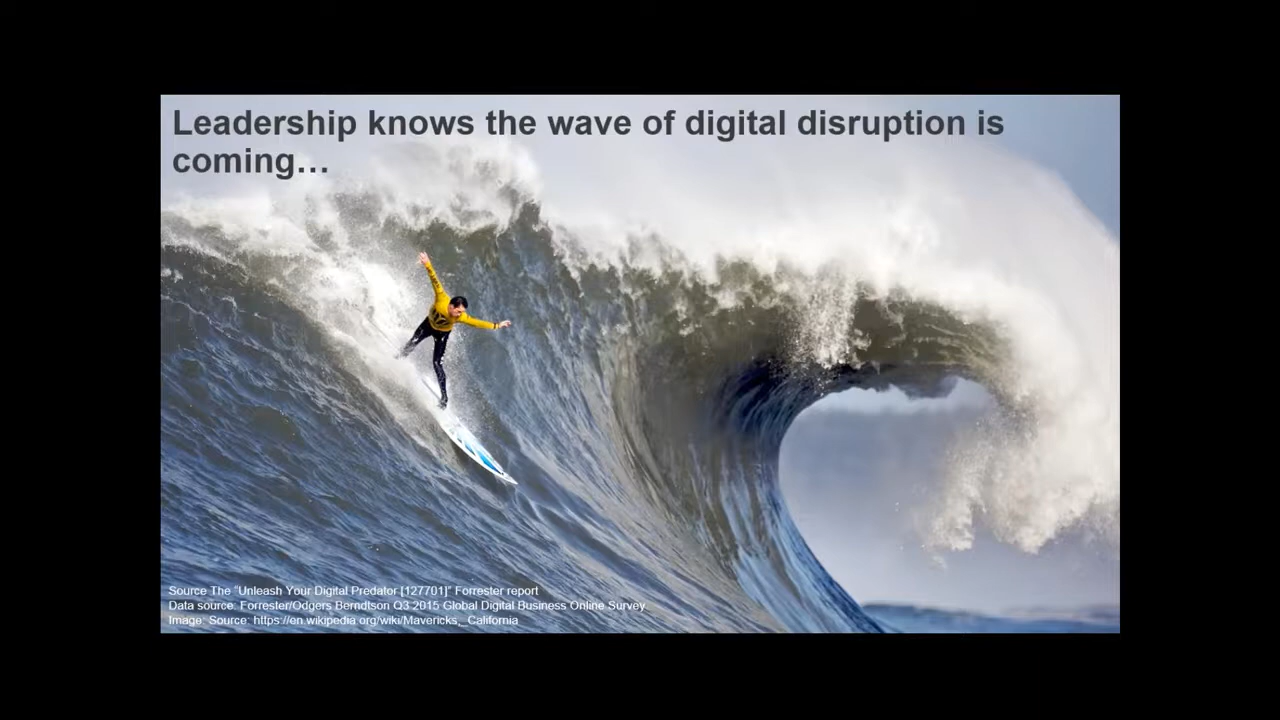 Leadership knows the wave of digital disruption is
coming…
Source The "Unleash Your Digital Predator [127701]" Forrester report
Data source: Forrester/Odgers Berndtson Q3 2015 Global Digital Business Online Survey
Image: Source: https://en.wikipedia.org/wiki/Mavericks,_California